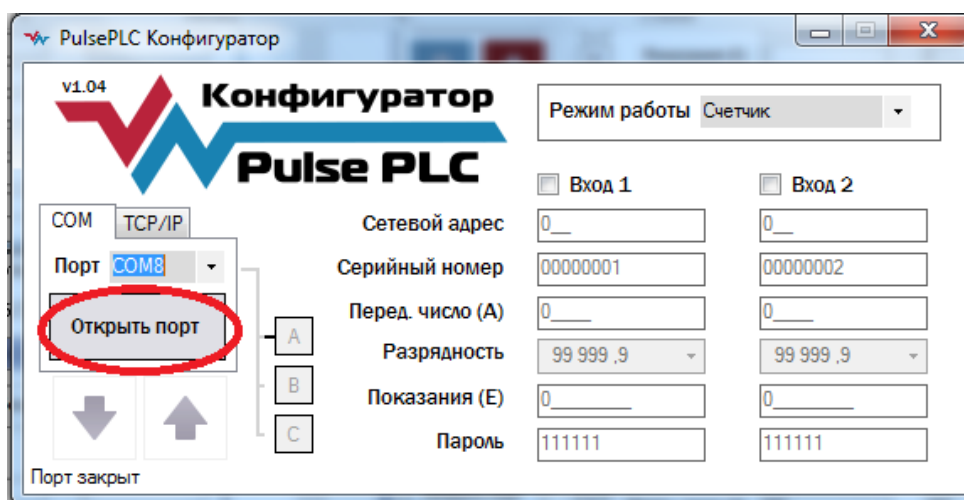 PulsePLC Конфигуратор
v1.04
Конфигуратор
Pulse PLC
Режим работы Счетчик
Вход 1 Вход 2
COM TCP/IP
Порт COM8
Открыть порт
A
B
C
Сетевой адрес 0__ 0__
Серийный номер 00000001 00000002
Перед. число (A) 0____ 0____
Разрядность 99 999 ,9 99 999 ,9
Показания (E) 0________ 0________
Пароль 111111 111111
Порт закрыт